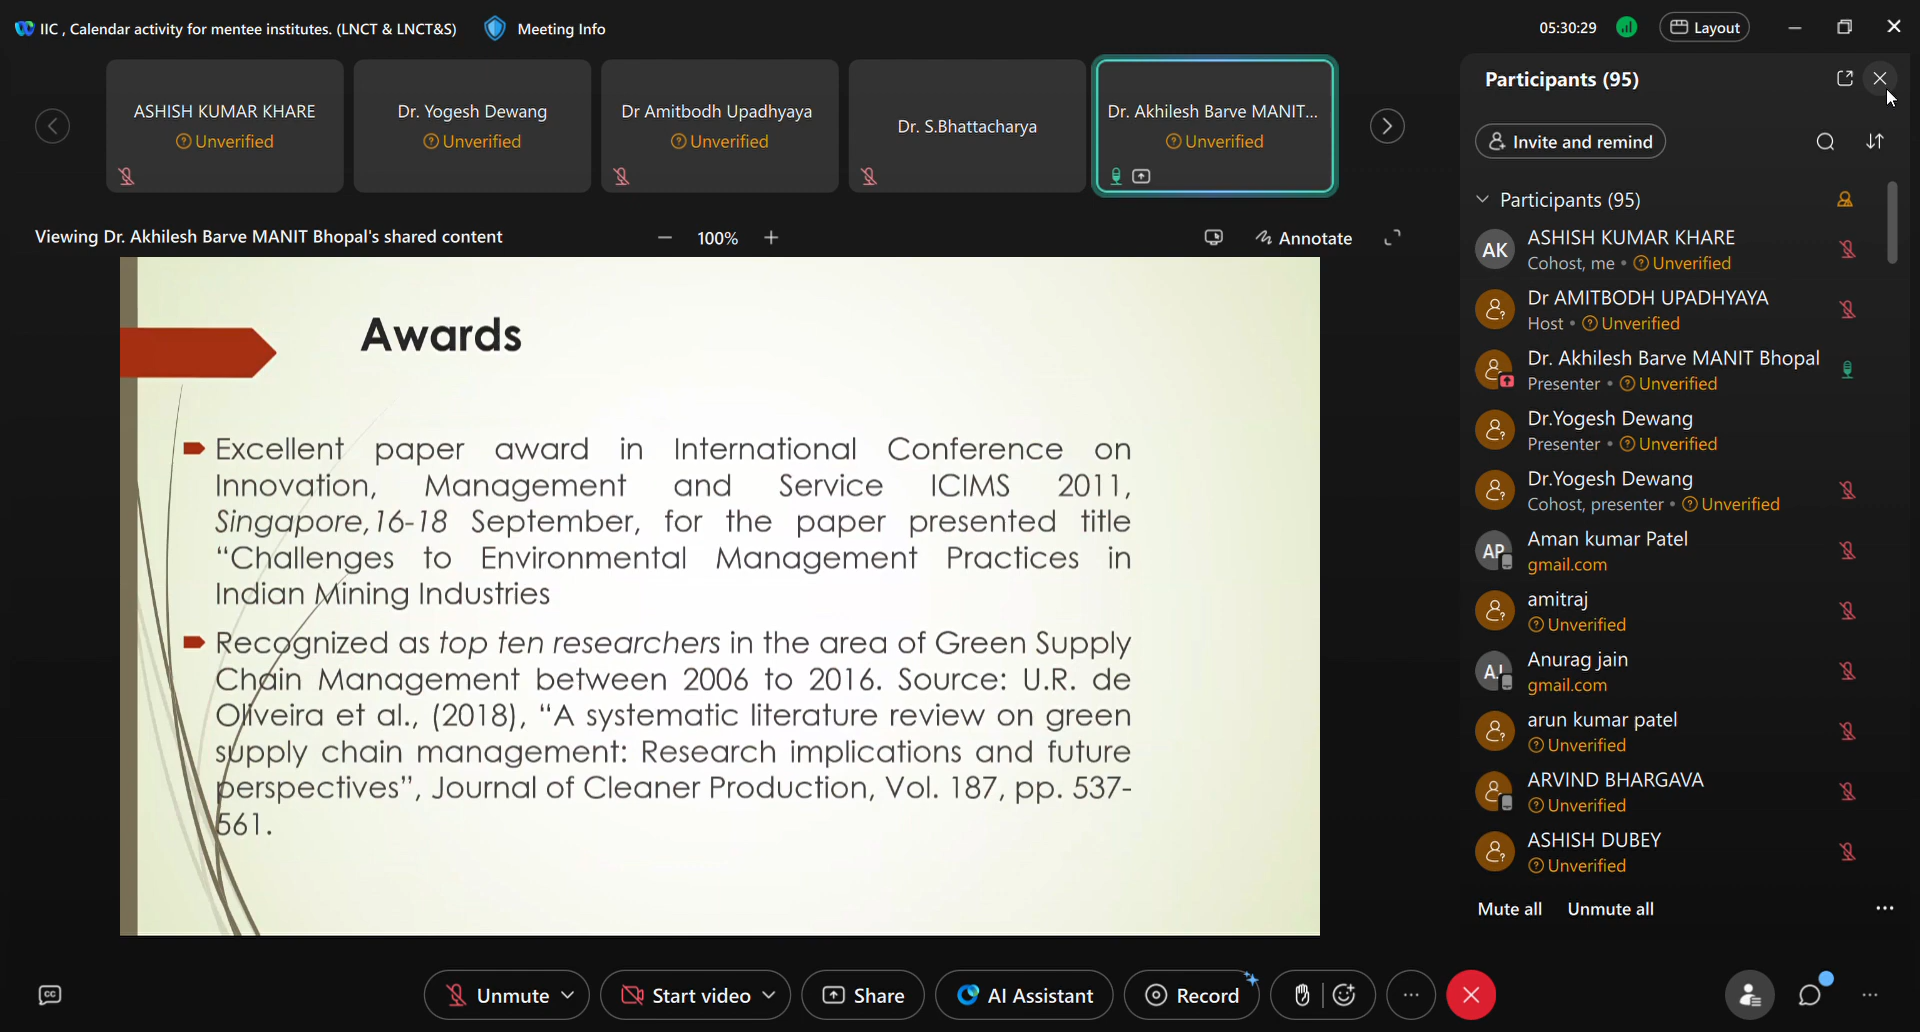 IIC , Calendar activity for mentee institutes. (LNCT & LNCT&S)
Meeting Info
05:30:29
Layout
ASHISH KUMAR KHARE
Unverified
Dr. Yogesh Dewang
Unverified
Dr Amitbodh Upadhyaya
Unverified
Dr. S.Bhattacharya
Dr. Akhilesh Barve MANIT...
Unverified
Viewing Dr. Akhilesh Barve MANIT Bhopal's shared content
100%
Annotate
Awards
Excellent paper award in International Conference on
Innovation, Management and Service ICIMS 2011,
Singapore,16-18 September, for the paper presented title
“Challenges to Environmental Management Practices in
Indian Mining Industries
Recognized as top ten researchers in the area of Green Supply
Chain Management between 2006 to 2016. Source: U.R. de
Oliveira et al., (2018), “A systematic literature review on green
supply chain management: Research implications and future
perspectives”, Journal of Cleaner Production, Vol. 187, pp. 537-
561.
Participants (95)
Invite and remind
Participants (95)
AK
ASHISH KUMAR KHARE
Cohost, me • Unverified
Dr AMITBODH UPADHYAYA
Host • Unverified
Dr. Akhilesh Barve MANIT Bhopal
Presenter • Unverified
Dr.Yogesh Dewang
Presenter • Unverified
Dr.Yogesh Dewang
Cohost, presenter • Unverified
AP
Aman kumar Patel
gmail.com
amitraj
Unverified
AJ
Anurag jain
gmail.com
arun kumar patel
Unverified
ARVIND BHARGAVA
Unverified
ASHISH DUBEY
Unverified
Mute all
Unmute all
CC
Unmute
Start video
Share
AI Assistant
Record